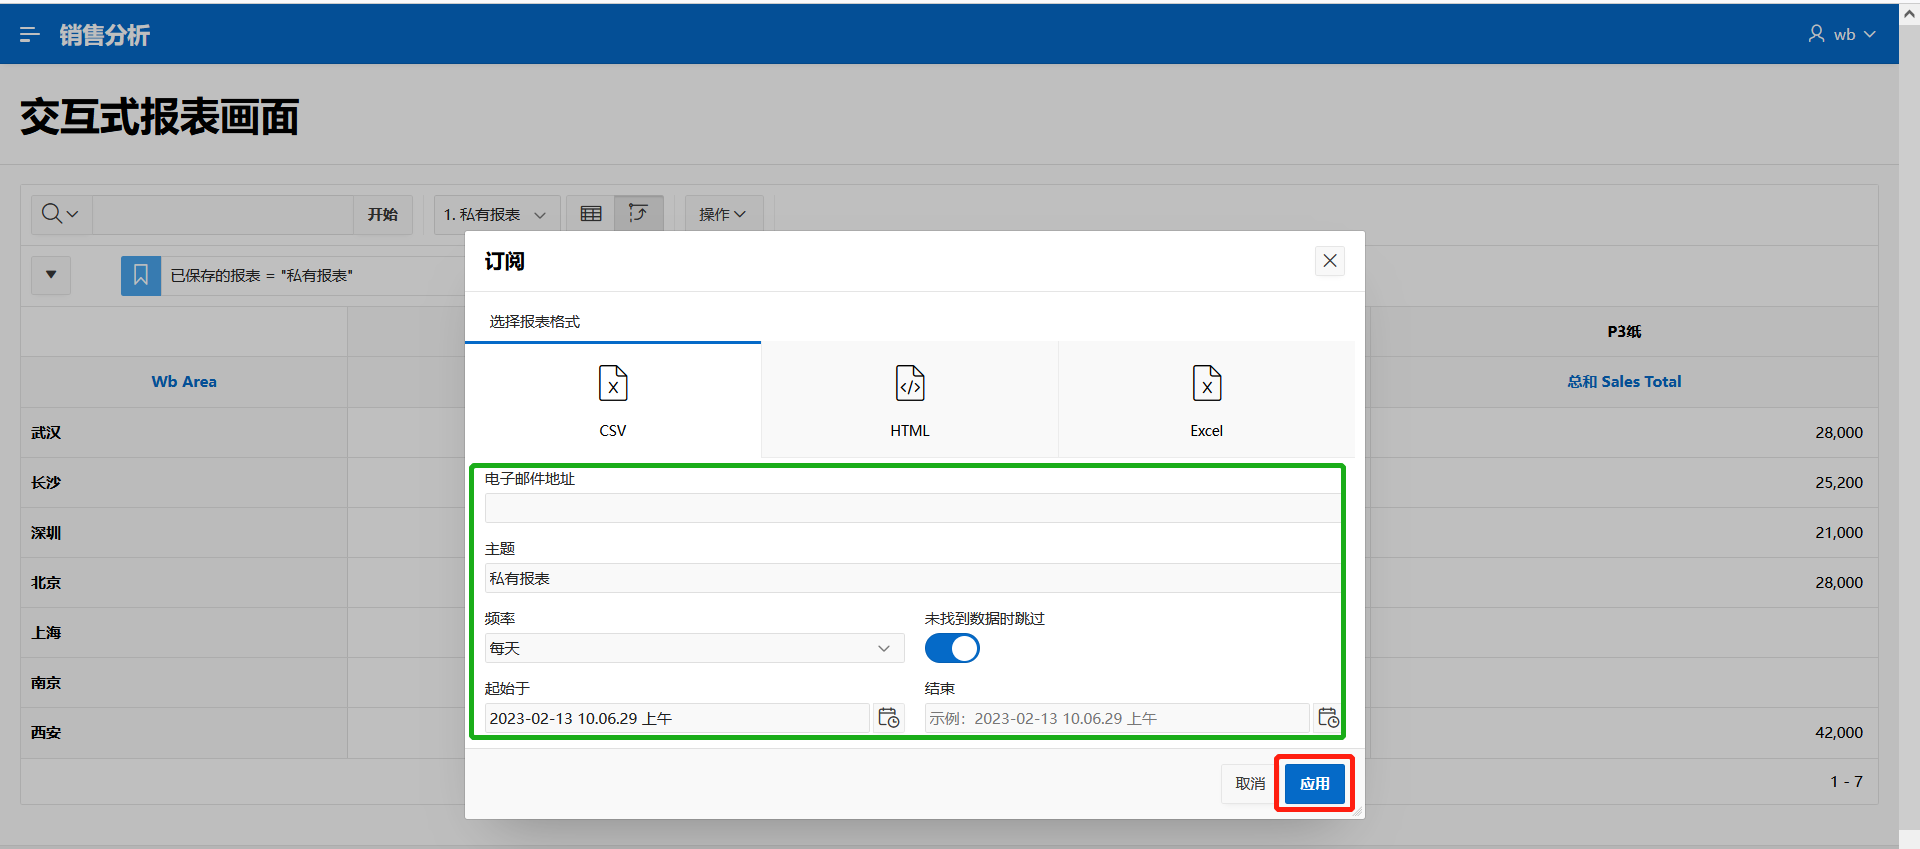 销售分析
wb
交互式报表画面
开始
1. 私有报表
操作
已保存的报表 = "私有报表"
订阅
选择报表格式
CSV
HTML
Excel
电子邮件地址
主题
私有报表
频率
未找到数据时跳过
每天
起始于
结束
2023-02-13 10.06.29 上午
示例：2023-02-13 10.06.29 上午
取消
应用
P3纸
Wb Area
总和 Sales Total
武汉
28,000
长沙
25,200
深圳
21,000
北京
28,000
上海
南京
西安
42,000
1 - 7